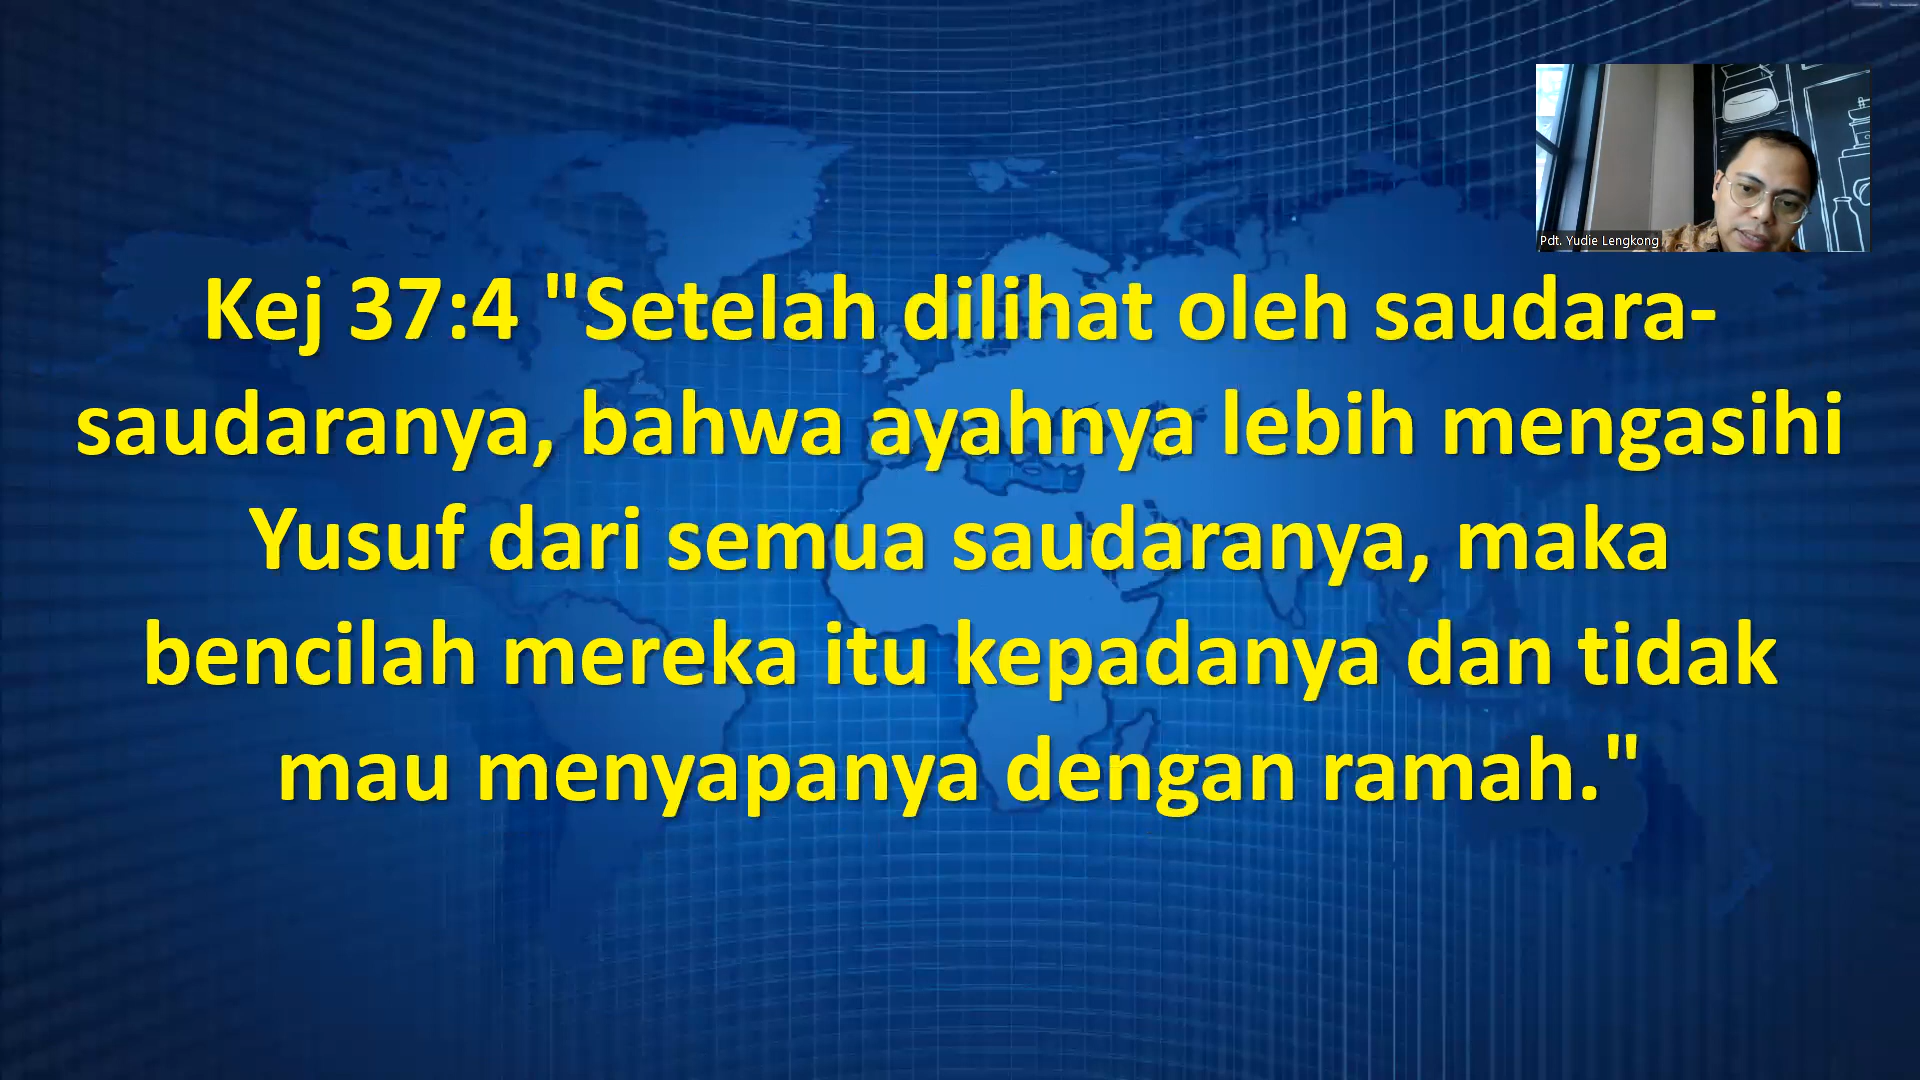 Pdt. Yudie Lengkong
Kej 37:4 "Setelah dilihat oleh saudara-
saudaranya, bahwa ayahnya lebih mengasihi
Yusuf dari semua saudaranya, maka
bencilah mereka itu kepadanya dan tidak
mau menyapanya dengan ramah."